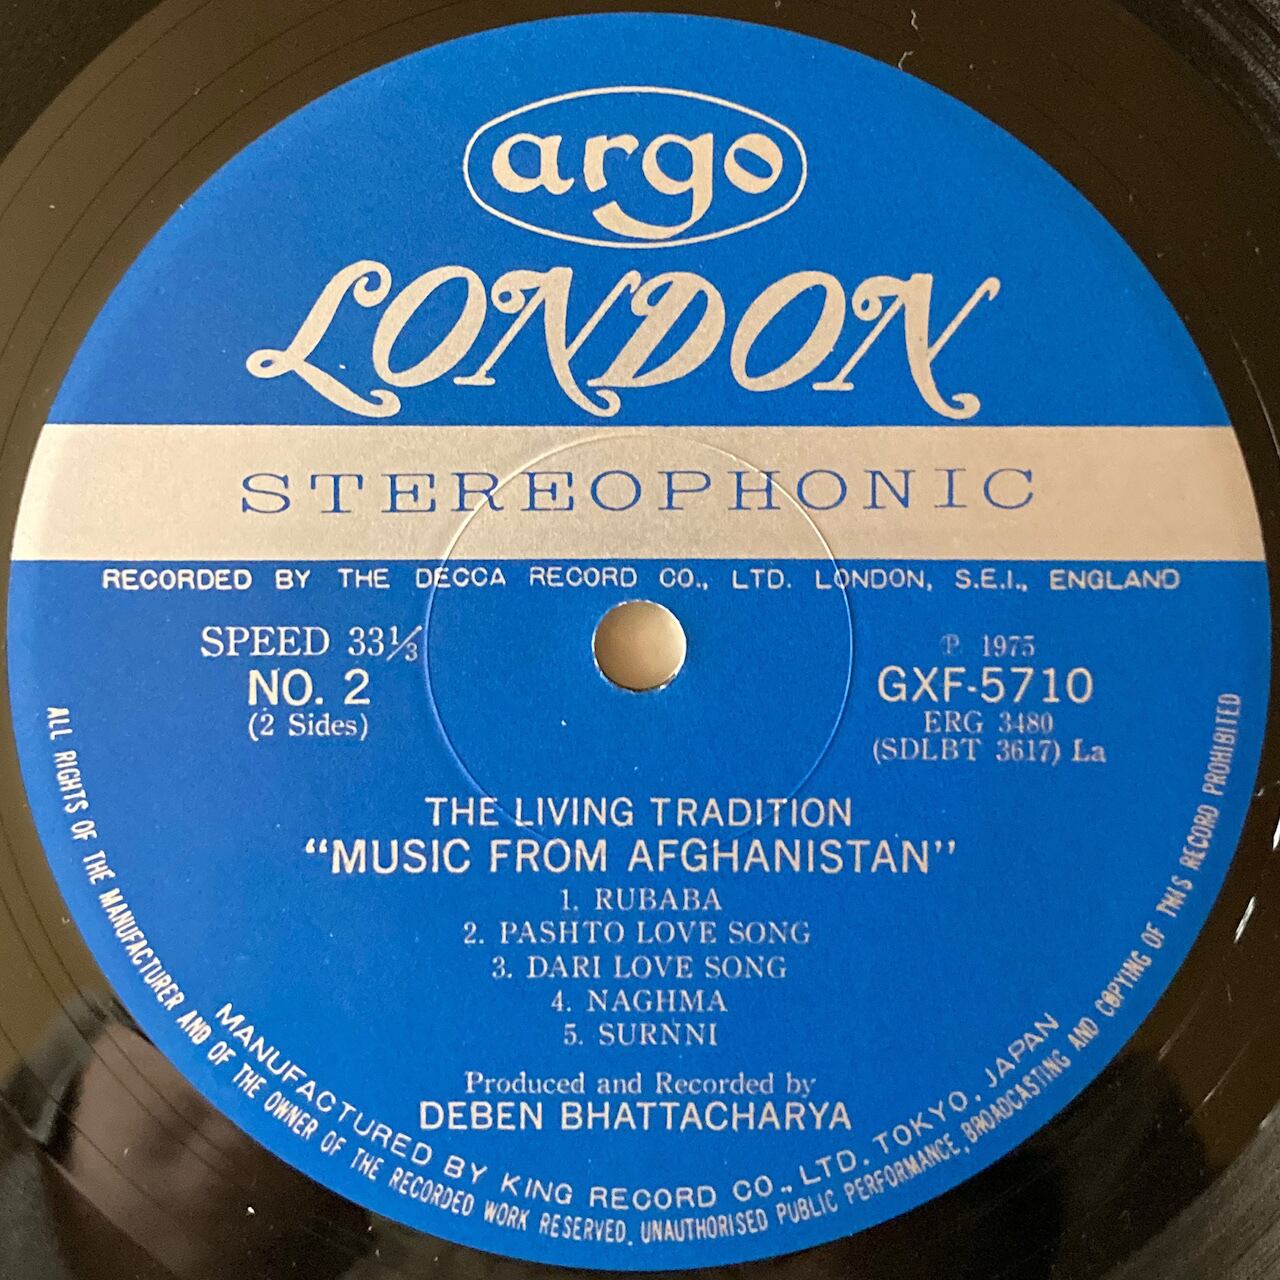 argo
LONDON
STEREOPHONIC
RECORDED BY THE DECCA RECORD CO., LTD. LONDON, S.E.I., ENGLAND
SPEED 33⅓
NO. 2
(2 Sides)
℗ 1975
GXF-5710
ERG 3480
(SDLBT 3617) La
THE LIVING TRADITION
“MUSIC FROM AFGHANISTAN”
1. RUBABA
2. PASHTO LOVE SONG
3. DARI LOVE SONG
4. NAGHMA
5. SURNNI
Produced and Recorded by
DEBEN BHATTACHARYA
MANUFACTURED BY KING RECORD CO., LTD. TOKYO, JAPAN
ALL RIGHTS OF THE MANUFACTURER AND OF THE OWNER OF THE RECORDED WORK RESERVED. UNAUTHORISED PUBLIC PERFORMANCE, BROADCASTING AND COPYING OF THIS RECORD PROHIBITED